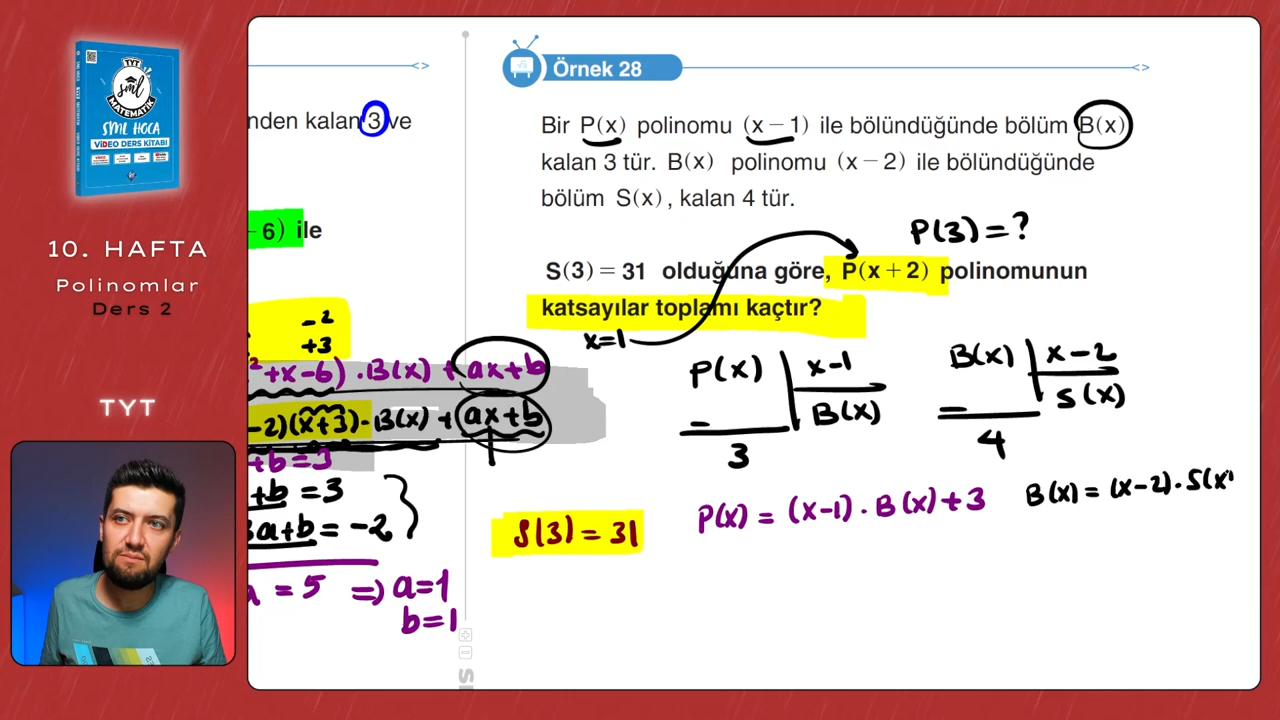 TYT
sml
MATEMATİK
SML HOCA
VİDEO DERS KİTABI
10. HAFTA
Polinomlar
Ders 2
TYT
nden kalan 3 ve
- 6) ile
-2
+3
2 +x-6) . B(x) + ax+b
-2)(x+3) . B(x) + ax+b
+b = 3
+b = 3
3a+b = -2
= 5 => a=1
b=1
Örnek 28
Bir P(x) polinomu (x-1) ile bölündüğünde bölüm B(x)
kalan 3 tür. B(x) polinomu (x-2) ile bölündüğünde
bölüm S(x), kalan 4 tür.
P(3) = ?
S(3) = 31 olduğuna göre, P(x+2) polinomunun
katsayılar toplamı kaçtır?
x=1
P(x) x-1
B(x)
-
3
B(x) x-2
S(x)
-
4
P(x) = (x-1) . B(x) + 3
B(x) = (x-2) . S(x)
S(3) = 31